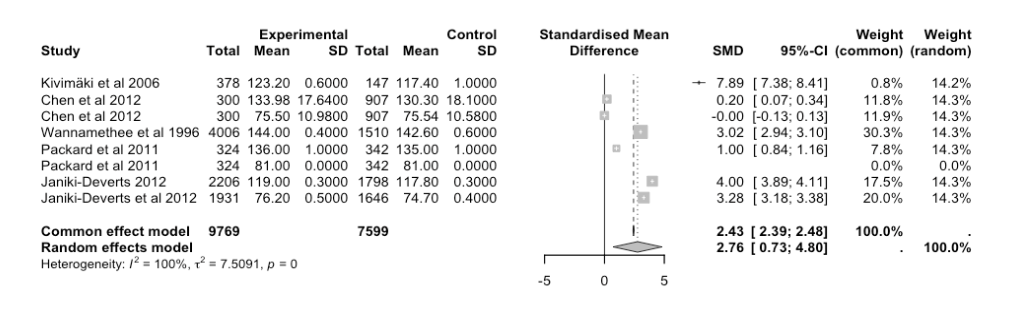 Experimental Control Standardised Mean Weight Weight
Study Total Mean SD Total Mean SD Difference SMD 95%-CI (common) (random)
Kivimäki et al 2006 378 123.20 0.6000 147 117.40 1.0000 7.89 [ 7.38; 8.41] 0.8% 14.2%
Chen et al 2012 300 133.98 17.6400 907 130.30 18.1000 0.20 [ 0.07; 0.34] 11.8% 14.3%
Chen et al 2012 300 75.50 10.9800 907 75.54 10.5800 -0.00 [-0.13; 0.13] 11.9% 14.3%
Wannamethee et al 1996 4006 144.00 0.4000 1510 142.60 0.6000 3.02 [ 2.94; 3.10] 30.3% 14.3%
Packard et al 2011 324 136.00 1.0000 342 135.00 1.0000 1.00 [ 0.84; 1.16] 7.8% 14.3%
Packard et al 2011 324 81.00 0.0000 342 81.00 0.0000 0.0% 0.0%
Janiki-Deverts 2012 2206 119.00 0.3000 1798 117.80 0.3000 4.00 [ 3.89; 4.11] 17.5% 14.3%
Janiki-Deverts et al 2012 1931 76.20 0.5000 1646 74.70 0.4000 3.28 [ 3.18; 3.38] 20.0% 14.3%
Common effect model 9769 7599 2.43 [ 2.39; 2.48] 100.0% .
Random effects model 2.76 [ 0.73; 4.80] . 100.0%
Heterogeneity: I² = 100%, τ² = 7.5091, p = 0
-5 0 5